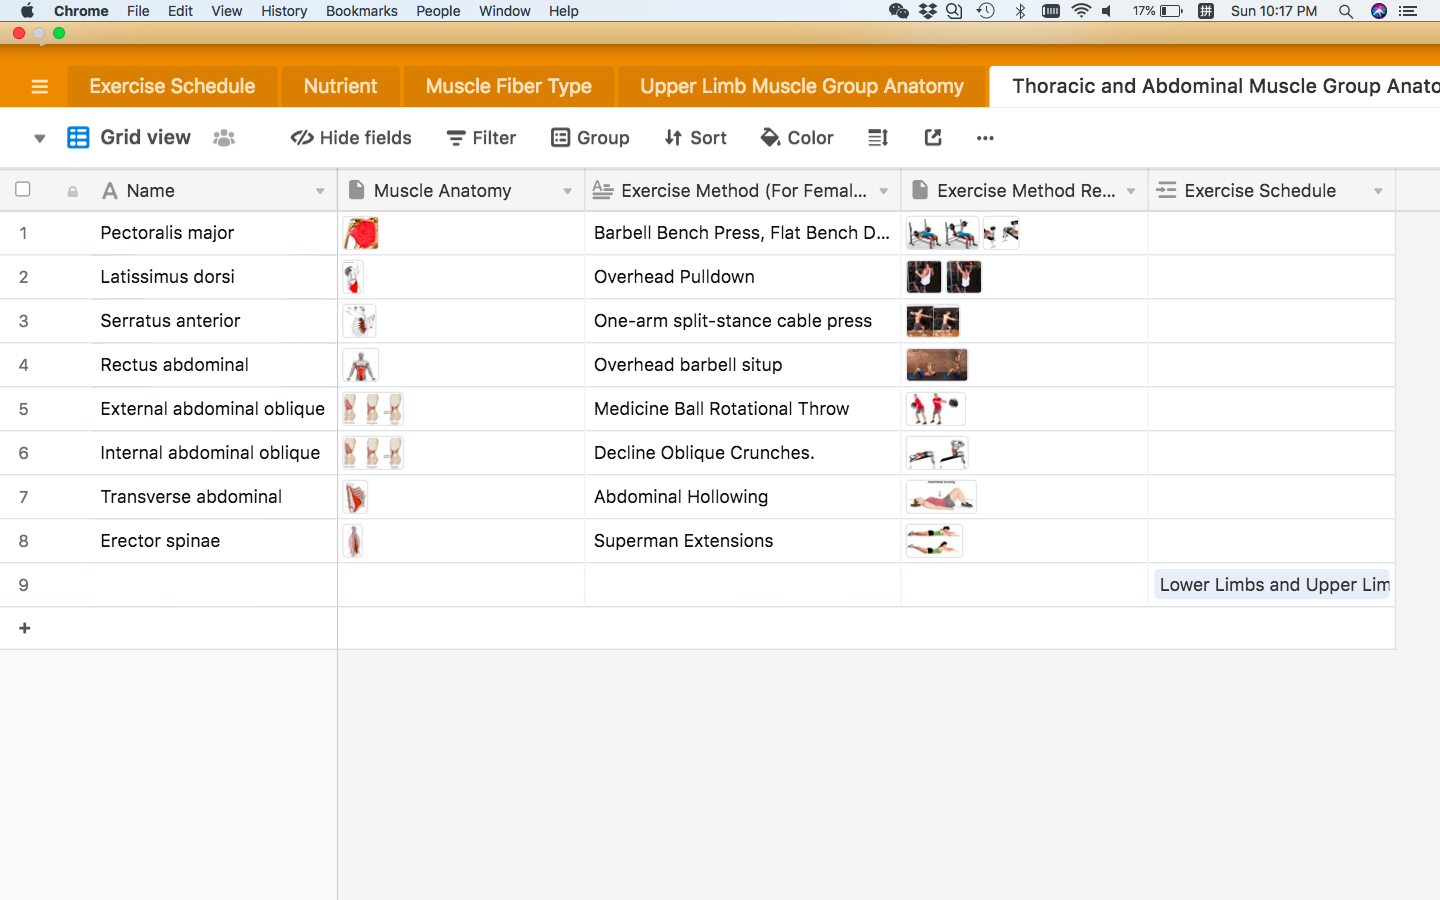 Chrome File Edit View History Bookmarks People Window Help 17% Sun 10:17 PM
Exercise Schedule Nutrient Muscle Fiber Type Upper Limb Muscle Group Anatomy Thoracic and Abdominal Muscle Group Anato
Grid view Hide fields Filter Group Sort Color
Name Muscle Anatomy Exercise Method (For Femal... Exercise Method Re... Exercise Schedule
1 Pectoralis major Barbell Bench Press, Flat Bench D...
2 Latissimus dorsi Overhead Pulldown
3 Serratus anterior One-arm split-stance cable press
4 Rectus abdominal Overhead barbell situp
5 External abdominal oblique Medicine Ball Rotational Throw
6 Internal abdominal oblique Decline Oblique Crunches.
7 Transverse abdominal Abdominal Hollowing
8 Erector spinae Superman Extensions
9 Lower Limbs and Upper Lim
+